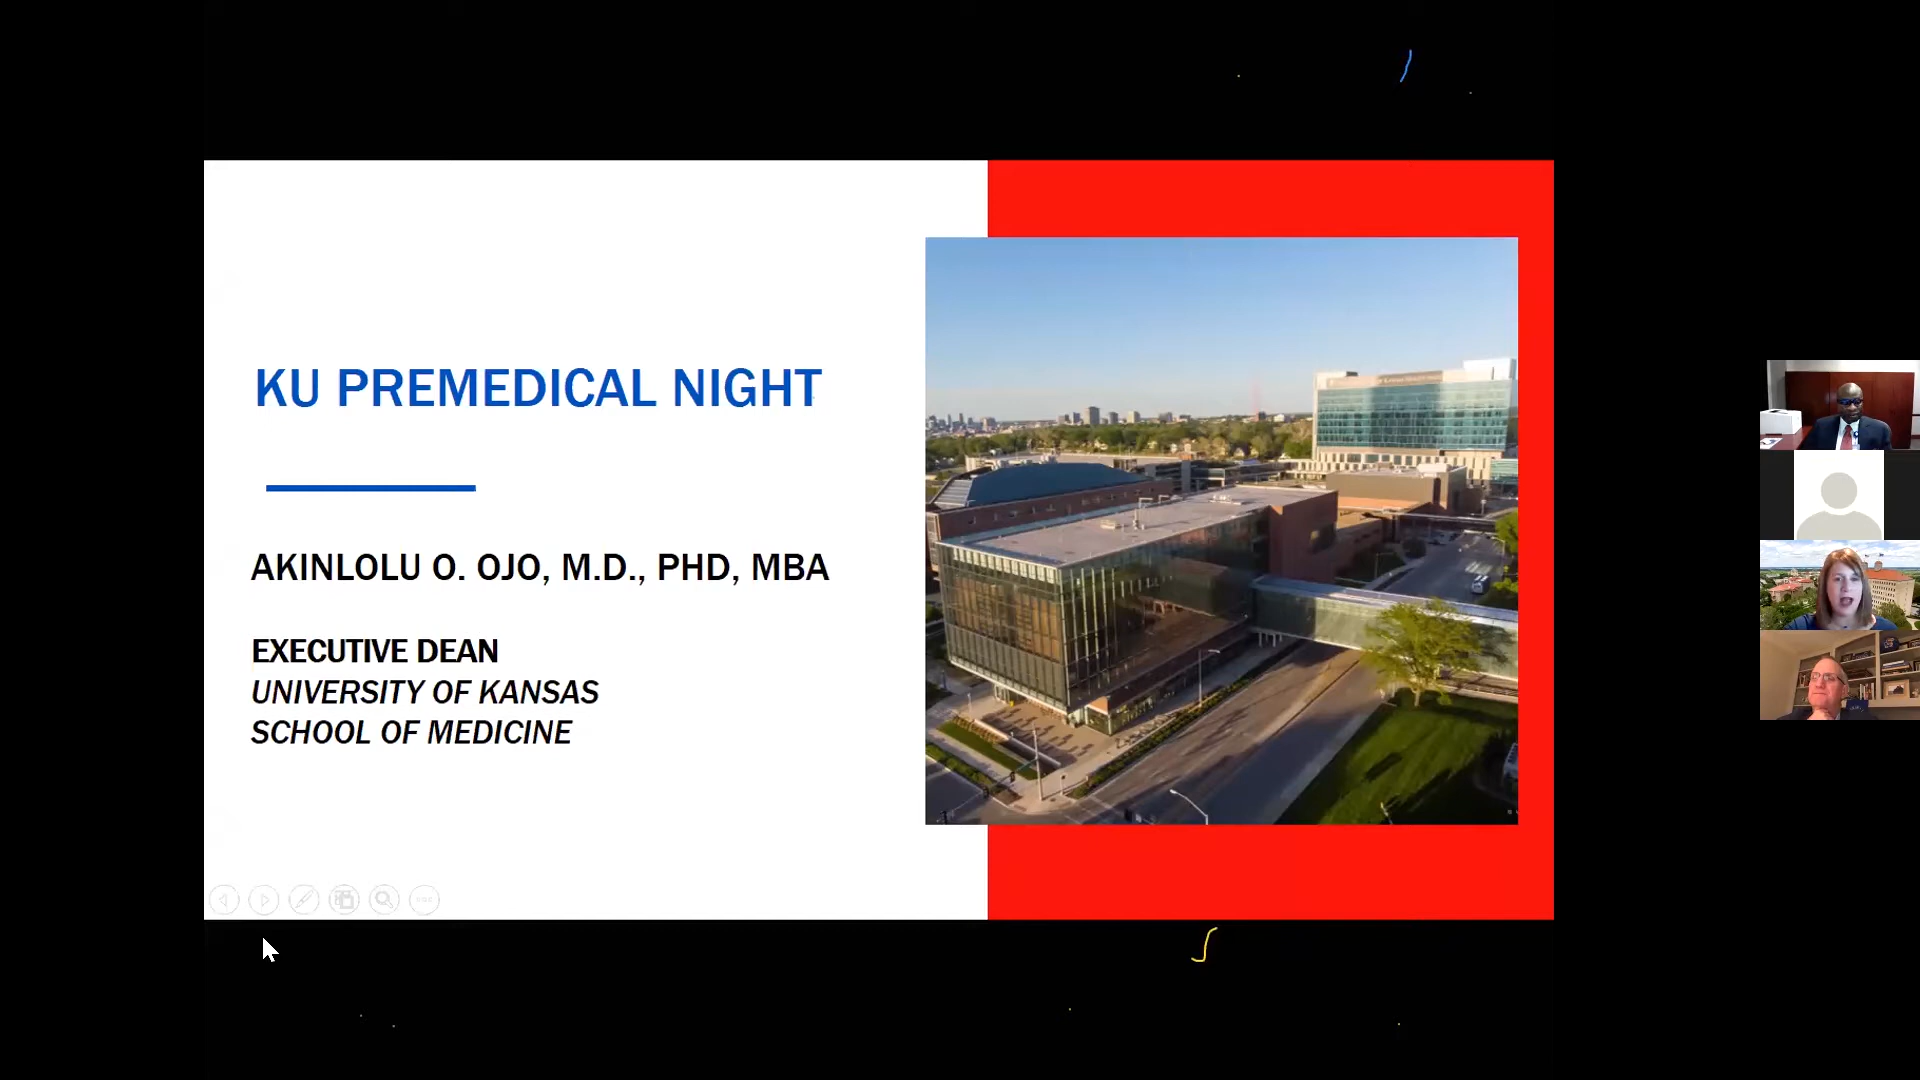 KU PREMEDICAL NIGHT
AKINLOLU O. OJO, M.D., PHD, MBA
EXECUTIVE DEAN
UNIVERSITY OF KANSAS
SCHOOL OF MEDICINE